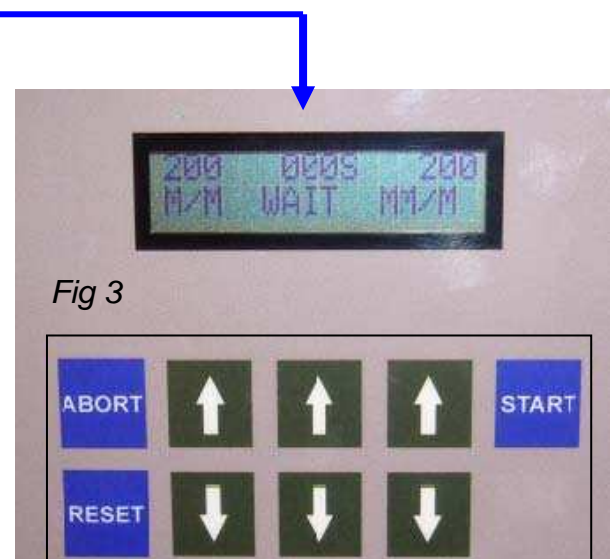 200 000S 200
M/M WAIT MM/M
Fig 3
ABORT
START
RESET